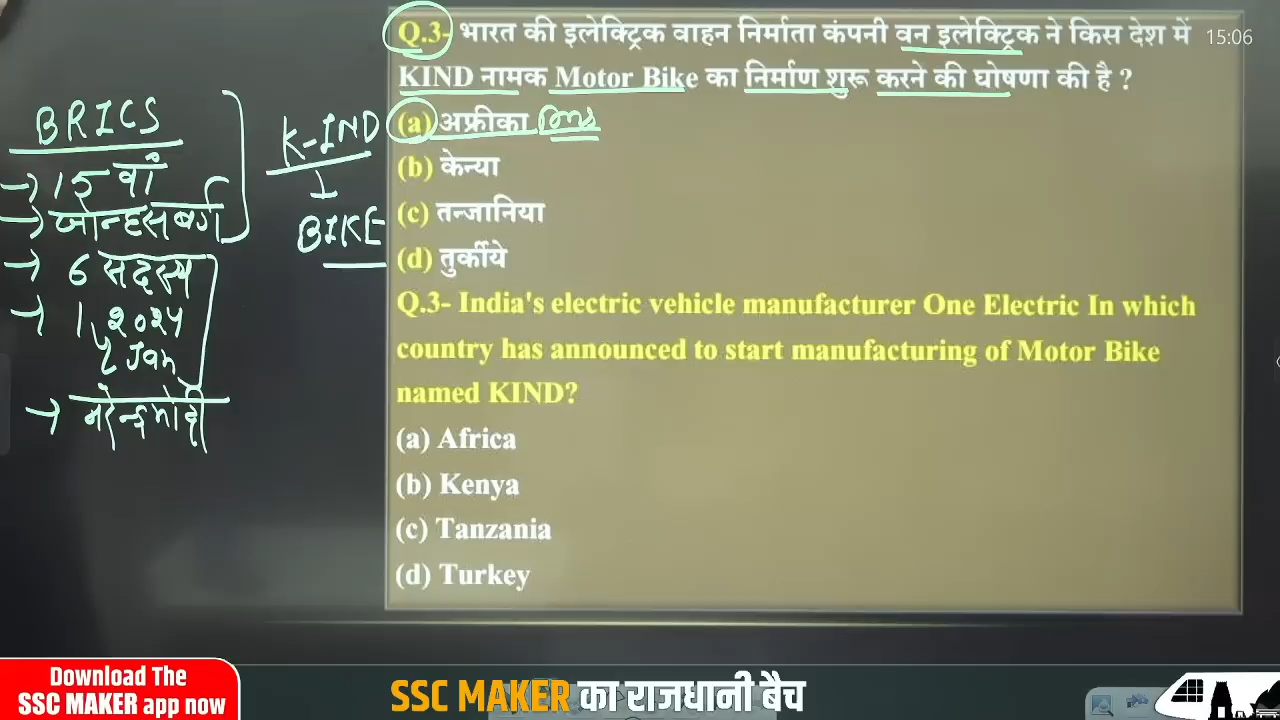 Q.3- भारत की इलेक्ट्रिक वाहन निर्माता कंपनी वन इलेक्ट्रिक ने किस देश में
KIND नामक Motor Bike का निर्माण शुरू करने की घोषणा की है ?
(a) अफ्रीका Ans
(b) केन्या
(c) तन्जानिया
(d) तुर्कीये
Q.3- India's electric vehicle manufacturer One Electric In which
country has announced to start manufacturing of Motor Bike
named KIND?
(a) Africa
(b) Kenya
(c) Tanzania
(d) Turkey
15:06
BRICS
→ 15 वां
→ जोन्हसबर्ग
→ 6 सदस्य
→ 1, २०२४
Jan
→ नरेन्द्र मोदी
K-IND
BIKE
Download The
SSC MAKER app now
SSC MAKER का राजधानी बैच